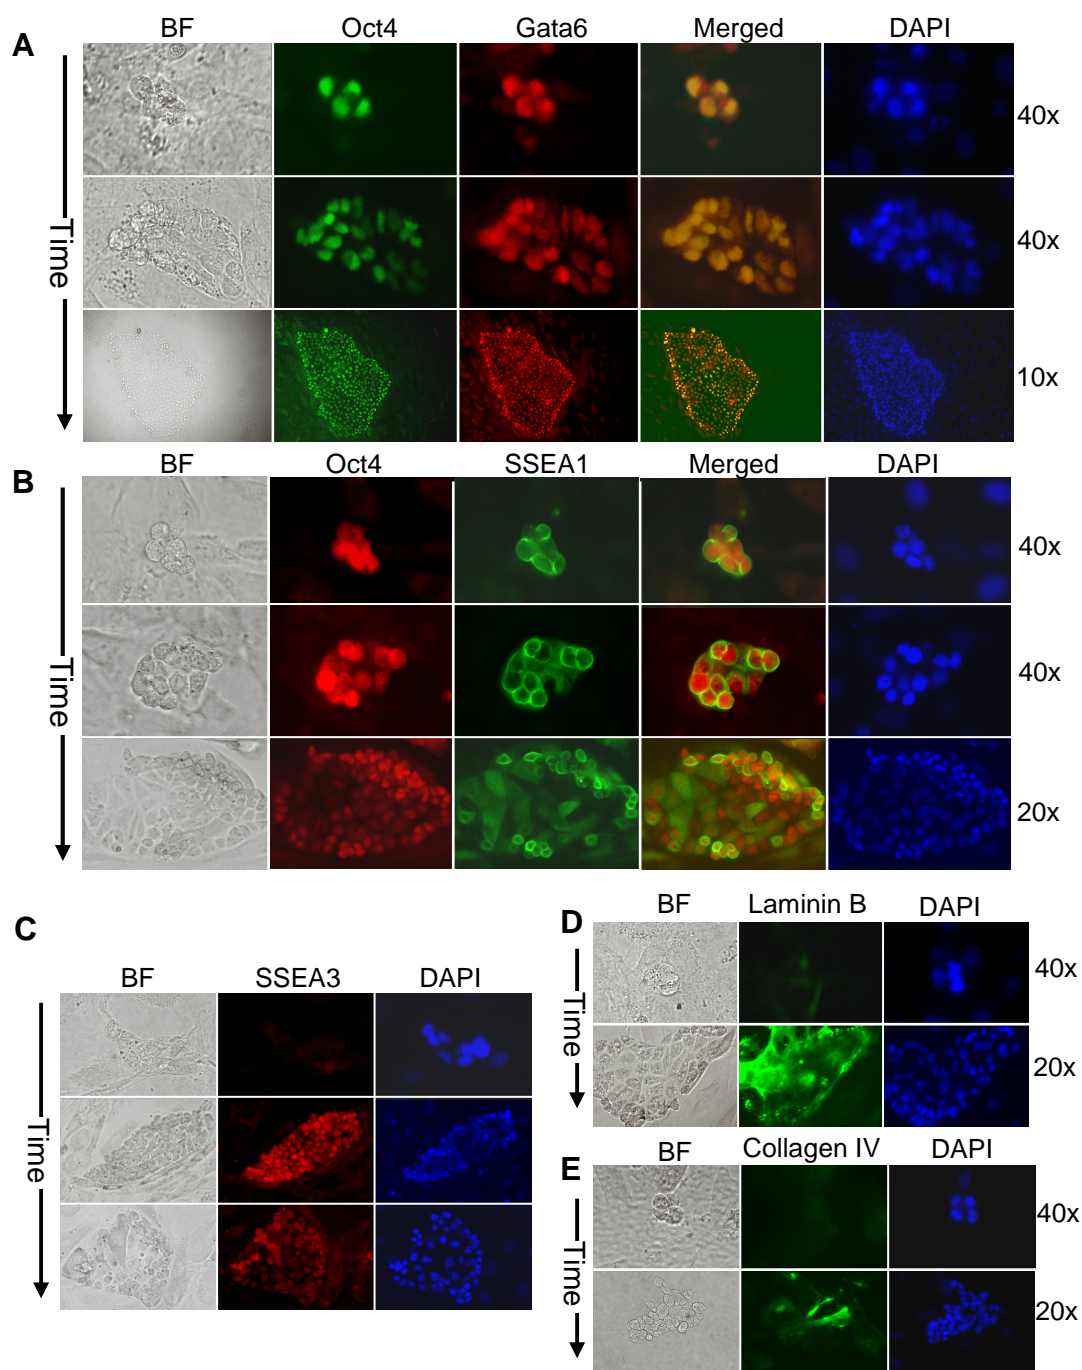 A
BF Oct4 Gata6 Merged DAPI
Time
40x
40x
10x
B
BF Oct4 SSEA1 Merged DAPI
Time
40x
40x
20x
C
BF SSEA3 DAPI
Time
D
BF Laminin B DAPI
Time
40x
20x
E
BF Collagen IV DAPI
Time
40x
20x